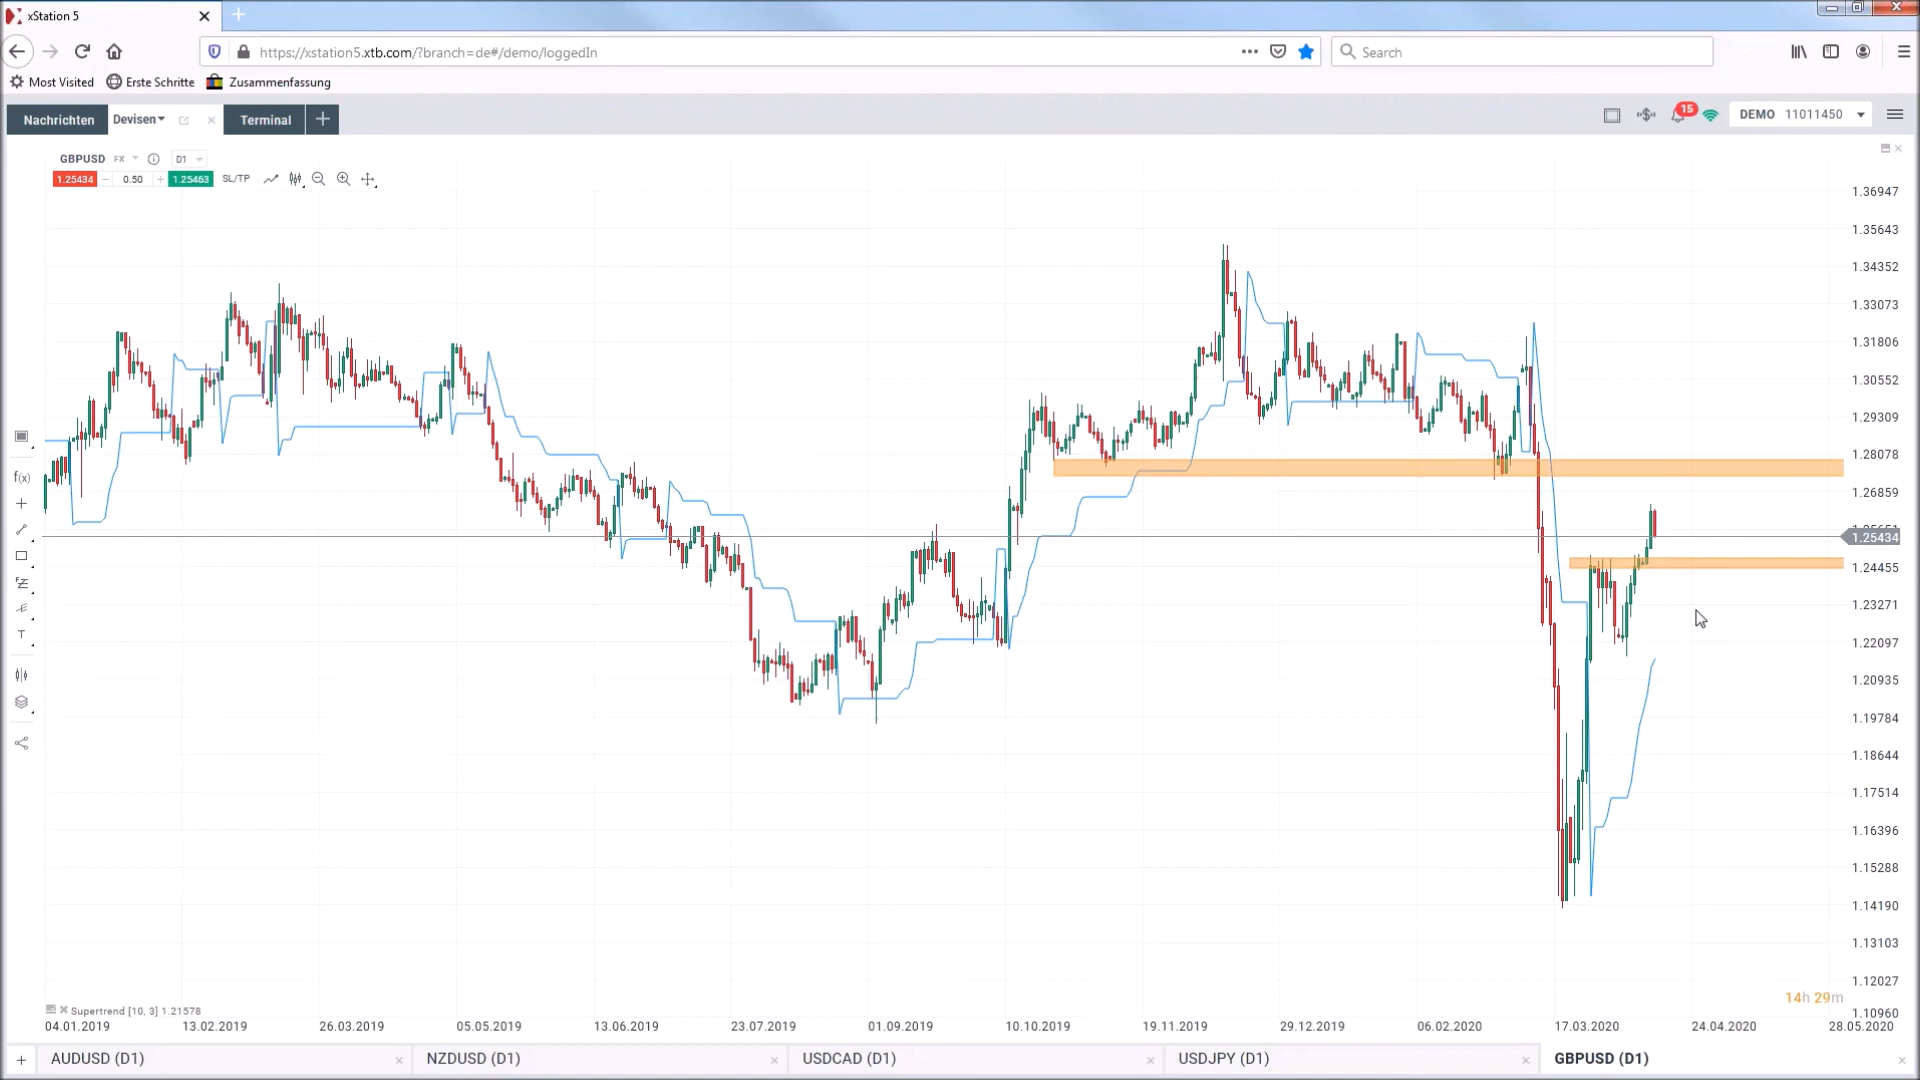 xStation 5
https://xstation5.xtb.com/?branch=de#/demo/loggedIn
Search
Most Visited
Erste Schritte
Zusammenfassung
Nachrichten
Devisen
Terminal
15
DEMO 11011450
GBPUSD FX D1
1.25434 0.50 1.25463 SL/TP
1.36947
1.35643
1.34352
1.33073
1.31806
1.30552
1.29309
1.28078
1.26859
1.25434
1.24455
1.23271
1.22097
1.20935
1.19784
1.18644
1.17514
1.16396
1.15288
1.14190
1.13103
1.12027
1.10960
f(x)
T
14h 29m
Supertrend [10, 3] 1.21578
04.01.2019 13.02.2019 26.03.2019 05.05.2019 13.06.2019 23.07.2019 01.09.2019 10.10.2019 19.11.2019 29.12.2019 06.02.2020 17.03.2020 24.04.2020 28.05.2020
AUDUSD (D1) NZDUSD (D1) USDCAD (D1) USDJPY (D1) GBPUSD (D1)